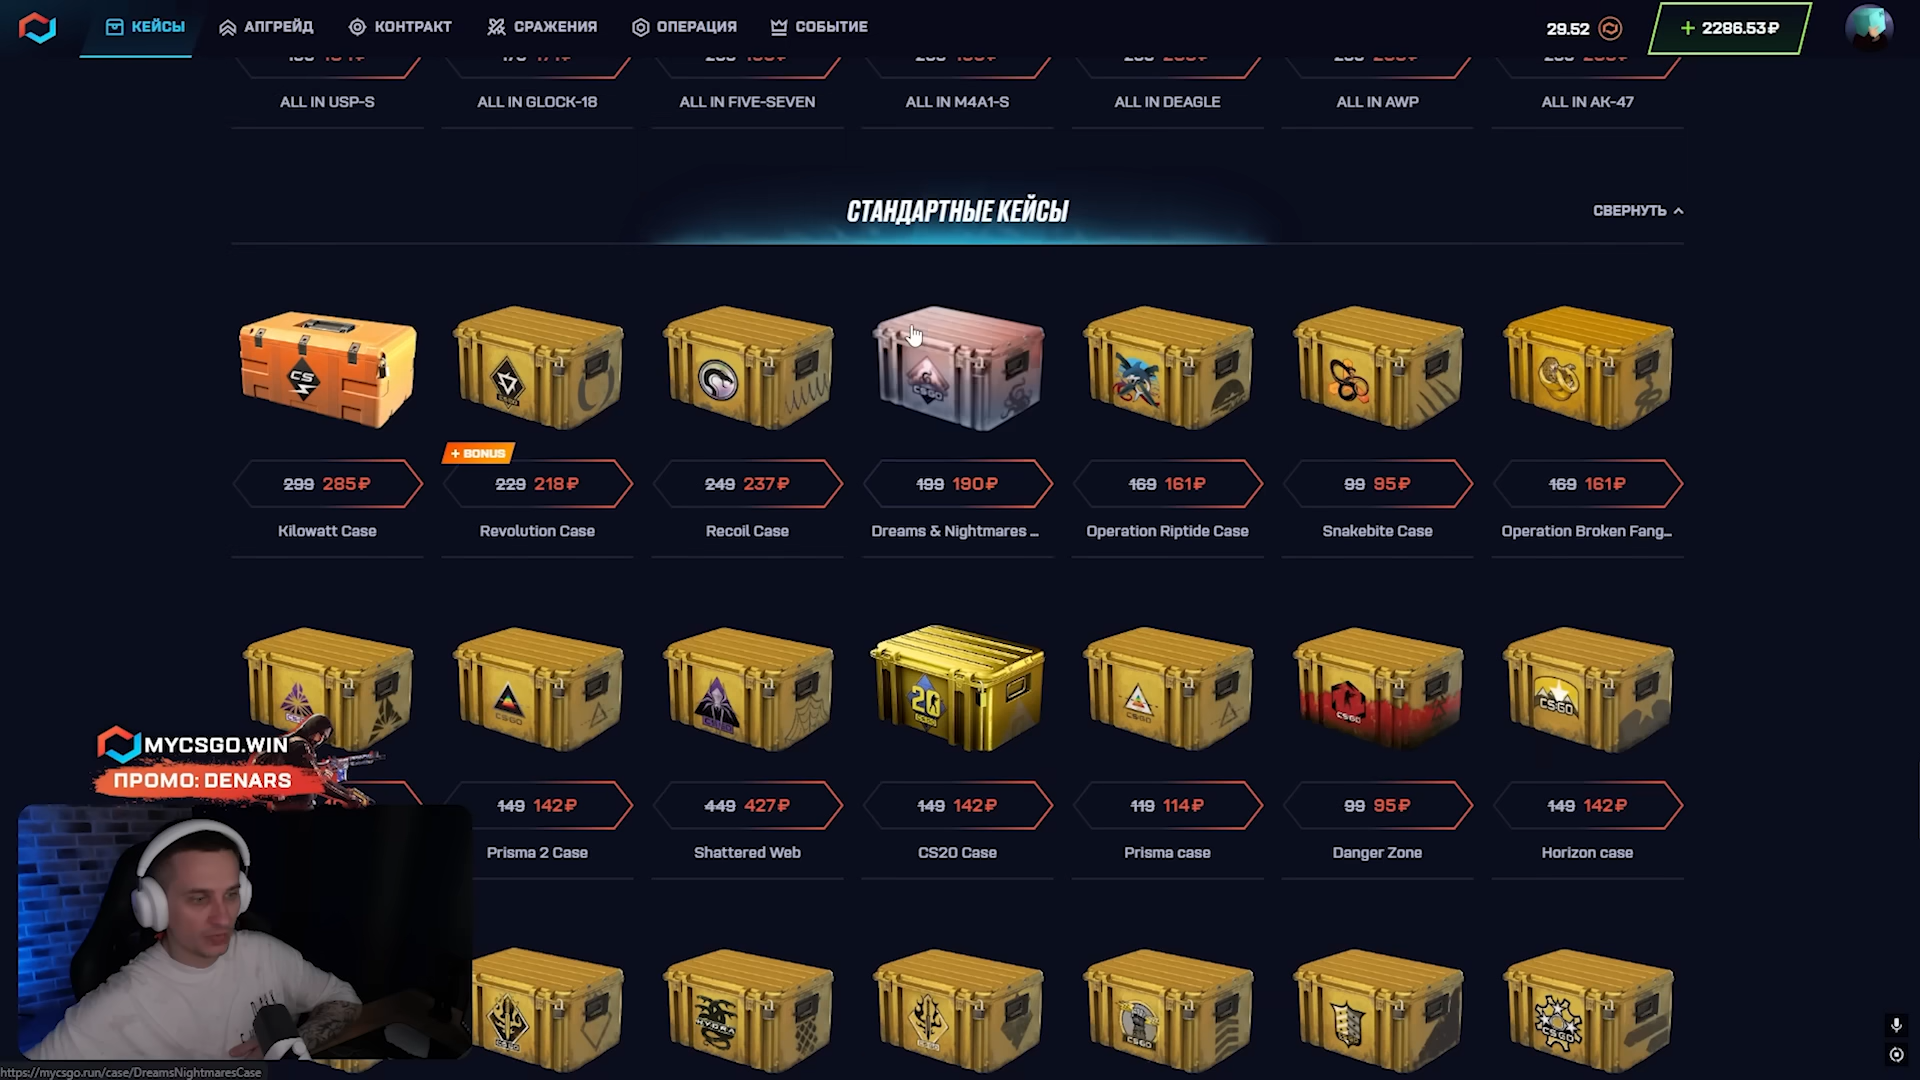 КЕЙСЫ
АПГРЕЙД
КОНТРАКТ
СРАЖЕНИЯ
ОПЕРАЦИЯ
СОБЫТИЕ
29.52
+ 2286.53₽
ALL IN USP-S
ALL IN GLOCK-18
ALL IN FIVE-SEVEN
ALL IN M4A1-S
ALL IN DEAGLE
ALL IN AWP
ALL IN AK-47
СТАНДАРТНЫЕ КЕЙСЫ
СВЕРНУТЬ
+ BONUS
299 285₽
229 218₽
249 237₽
199 190₽
169 161₽
99 95₽
169 161₽
Kilowatt Case
Revolution Case
Recoil Case
Dreams & Nightmares ...
Operation Riptide Case
Snakebite Case
Operation Broken Fang...
MYCSGO.WIN
ПРОМО: DENARS
149 142₽
449 427₽
149 142₽
119 114₽
99 95₽
149 142₽
Prisma 2 Case
Shattered Web
CS20 Case
Prisma case
Danger Zone
Horizon case
https://mycsgo.run/case/DreamsNightmaresCase